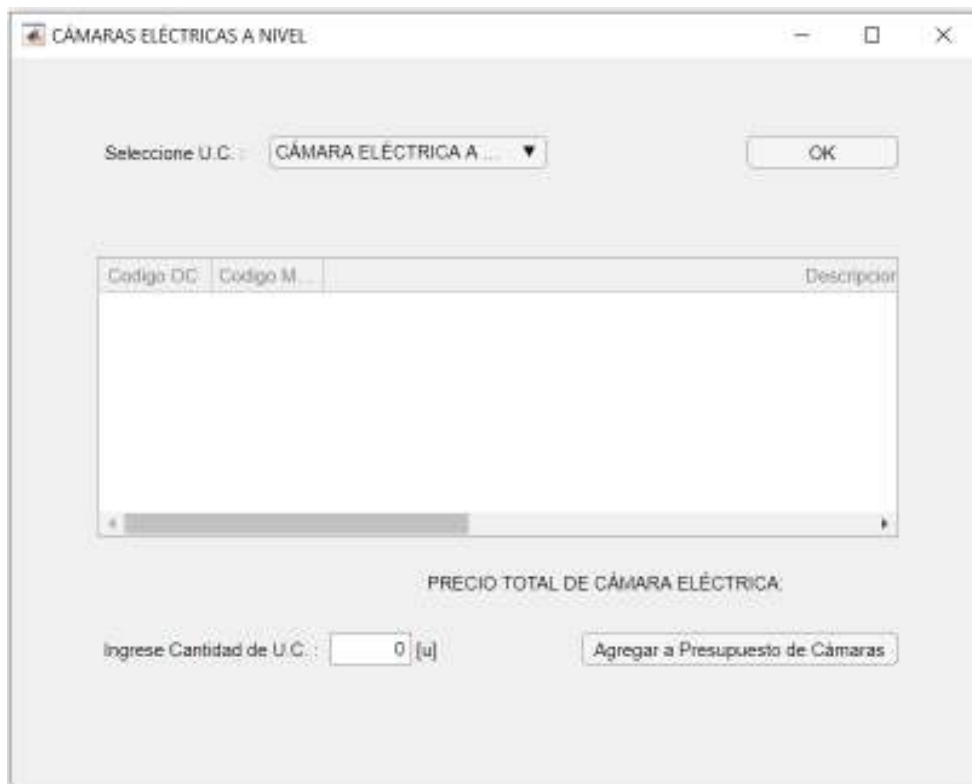 CÁMARAS ELÉCTRICAS A NIVEL
Seleccione U.C. : CÁMARA ELÉCTRICA A ... OK
Codigo OC Codigo M... Descripcion
PRECIO TOTAL DE CÁMARA ELÉCTRICA:
Ingrese Cantidad de U.C. : 0 [u] Agregar a Presupuesto de Cámaras